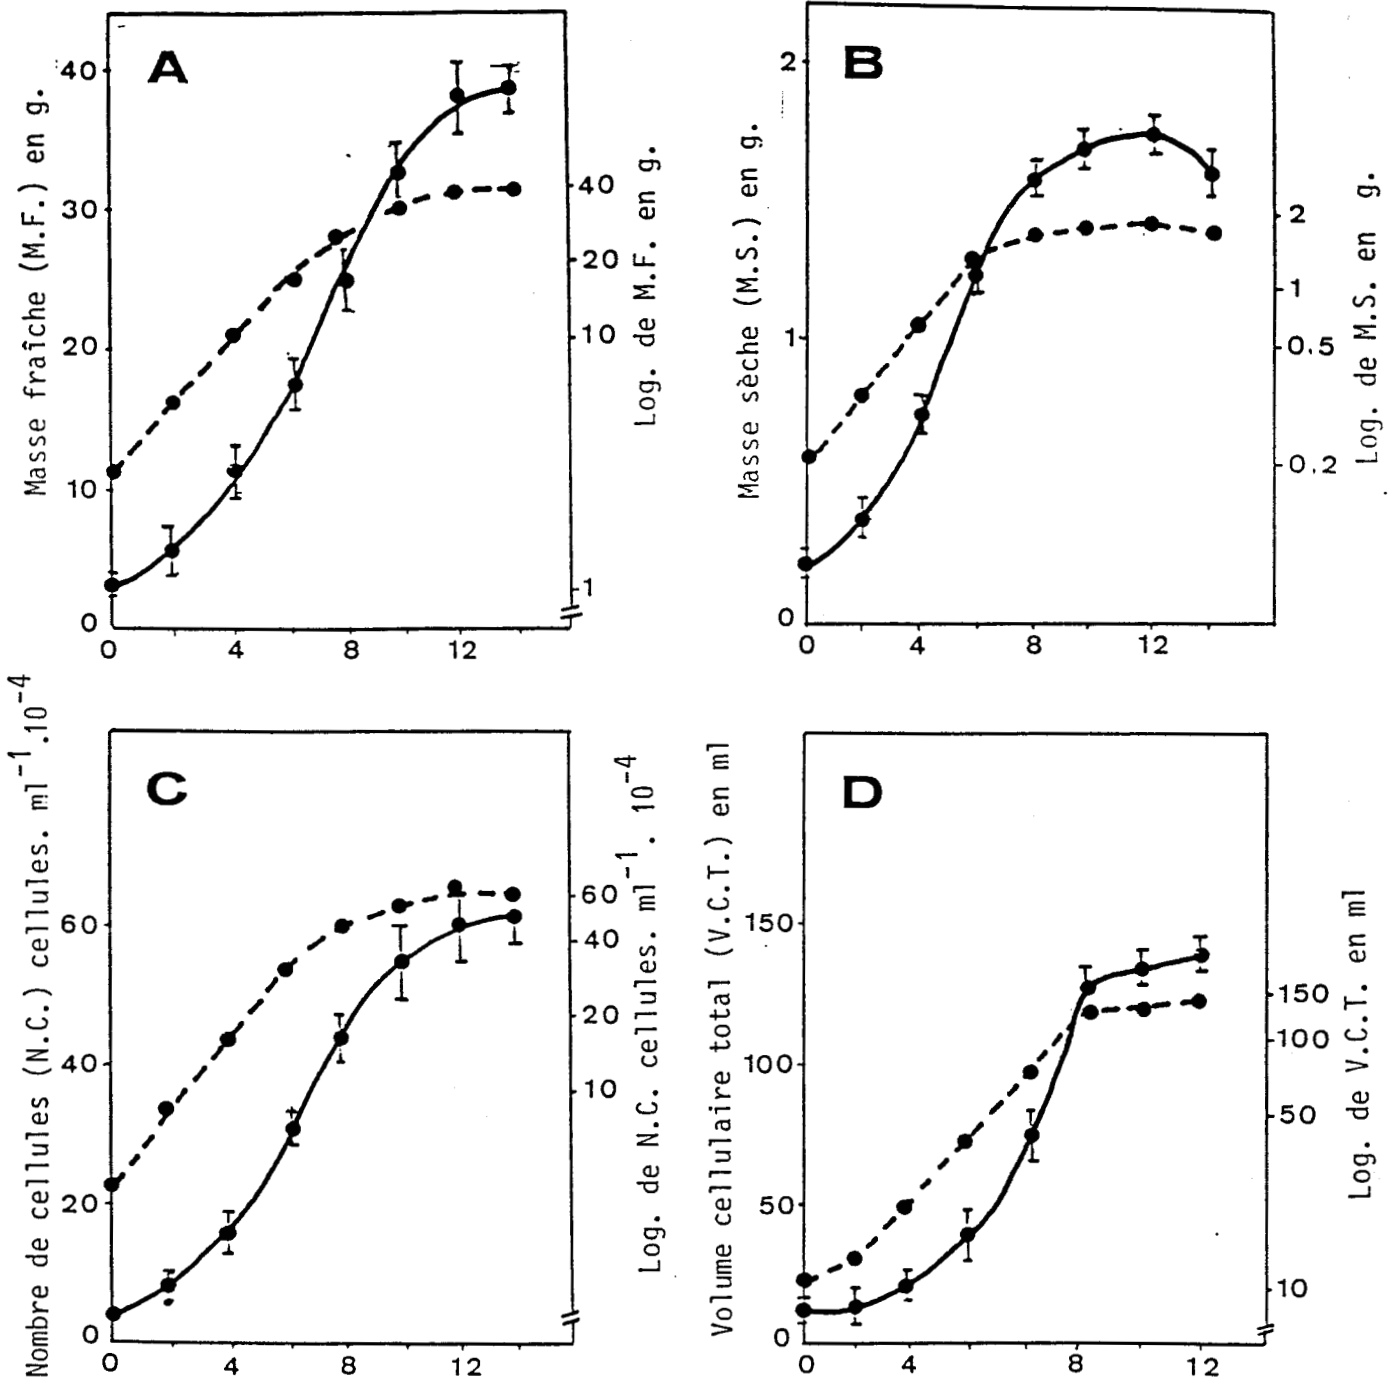 A
Masse fraîche (M.F.) en g.
40
30
20
10
0
0 4 8 12
40
20
10
1
Log. de M.F. en g.
B
Masse sèche (M.S.) en g.
2
1
0
0 4 8 12
2
1
0.5
0.2
Log. de M.S. en g.
C
Nombre de cellules (N.C.) cellules. ml⁻¹.10⁻⁴
60
40
20
0
0 4 8 12
60
40
20
10
Log. de N.C. cellules. ml⁻¹. 10⁻⁴
D
Volume cellulaire total (V.C.T.) en ml
150
100
50
0
0 4 8 12
150
100
50
10
Log. de V.C.T. en ml